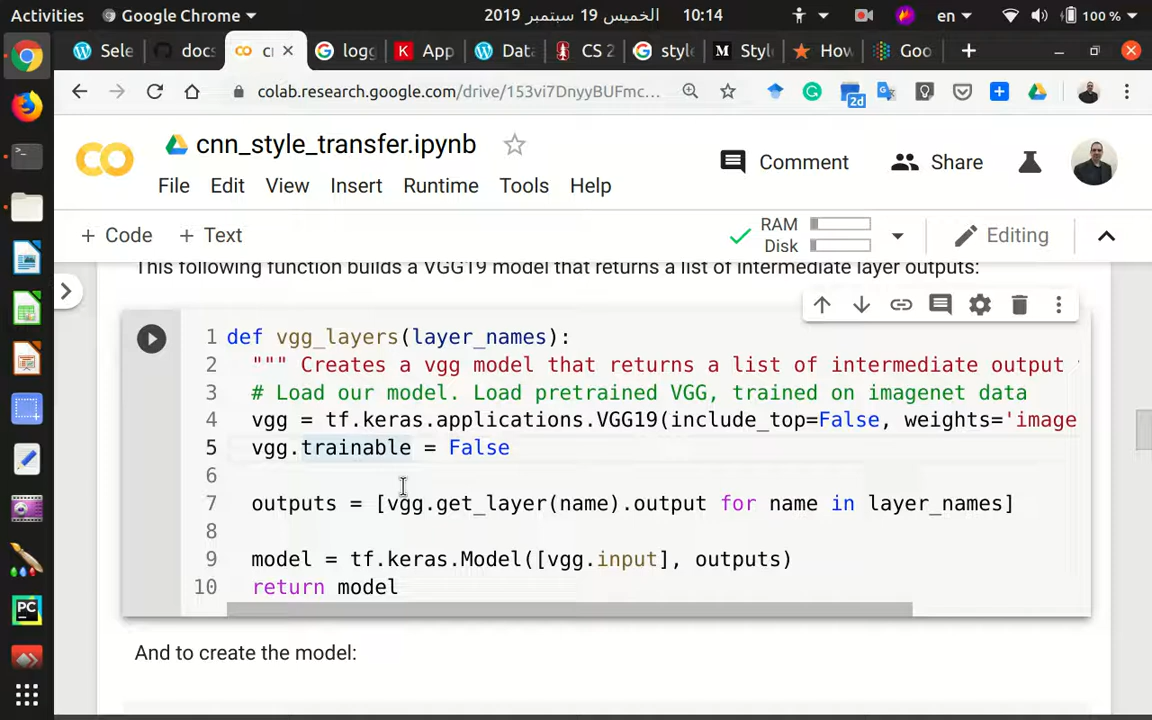 Activities Google Chrome ▾ الخميس 19 سبتمبر 2019 10:14 en 100 %
Sele docs c logg K App Data CS 2 style M Style How Goo
colab.research.google.com/drive/153vi7DnyyBUFmc... 2d
cnn_style_transfer.ipynb Comment Share
File Edit View Insert Runtime Tools Help
+ Code + Text RAM Disk Editing
This following function builds a VGG19 model that returns a list of intermediate layer outputs:
1 def vgg_layers(layer_names):
2 """ Creates a vgg model that returns a list of intermediate output
3 # Load our model. Load pretrained VGG, trained on imagenet data
4 vgg = tf.keras.applications.VGG19(include_top=False, weights='image
5 vgg.trainable = False
6
7 outputs = [vgg.get_layer(name).output for name in layer_names]
8
9 model = tf.keras.Model([vgg.input], outputs)
10 return model
And to create the model:
PC